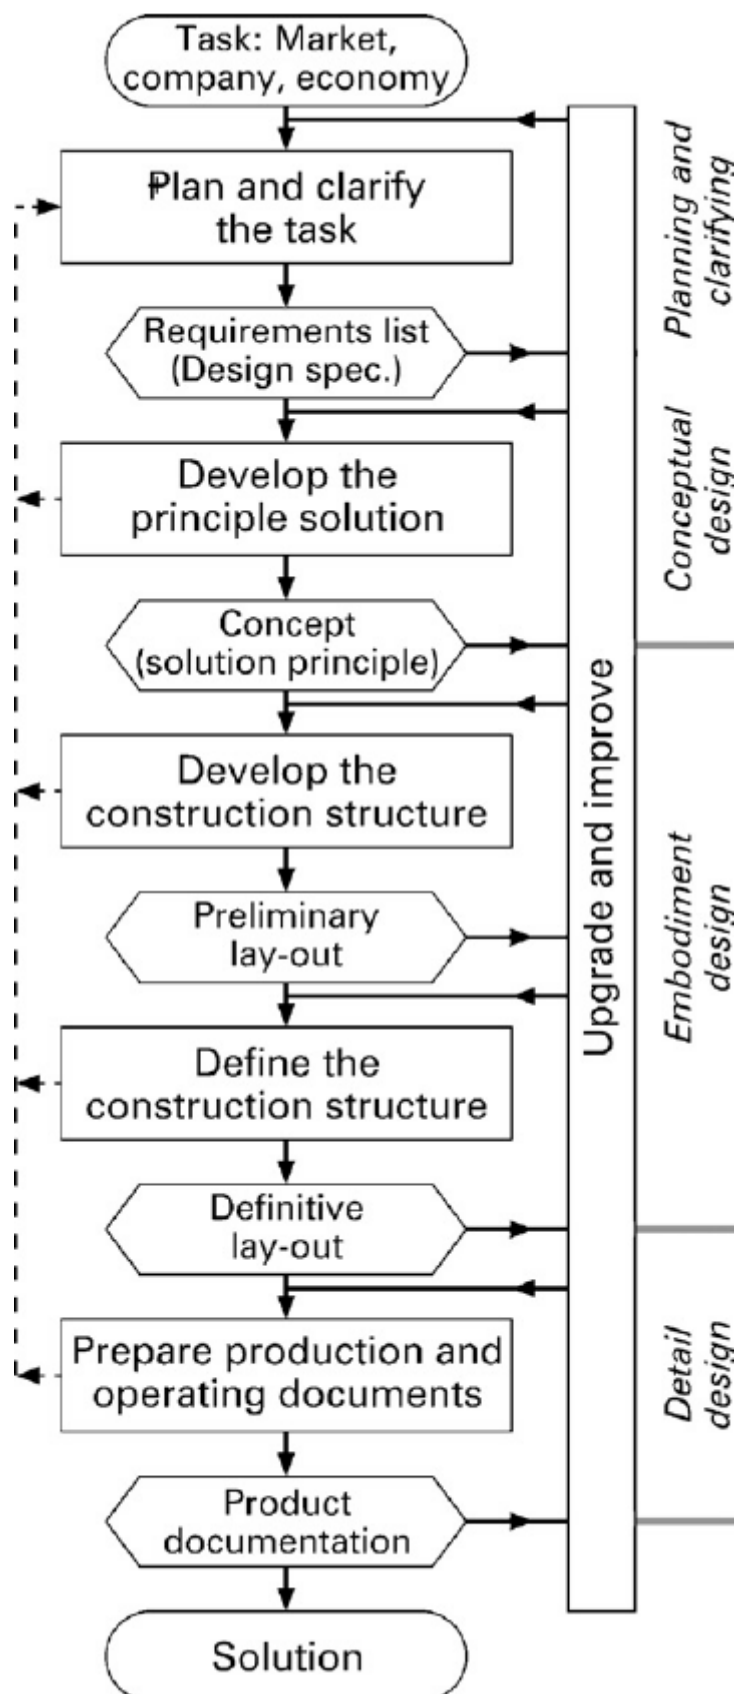 Task: Market,
company, economy
Plan and clarify
the task
Requirements list
(Design spec.)
Develop the
principle solution
Concept
(solution principle)
Develop the
construction structure
Preliminary
lay-out
Define the
construction structure
Definitive
lay-out
Prepare production and
operating documents
Product
documentation
Solution
Upgrade and improve
Planning and
clarifying
Conceptual
design
Embodiment
design
Detail
design